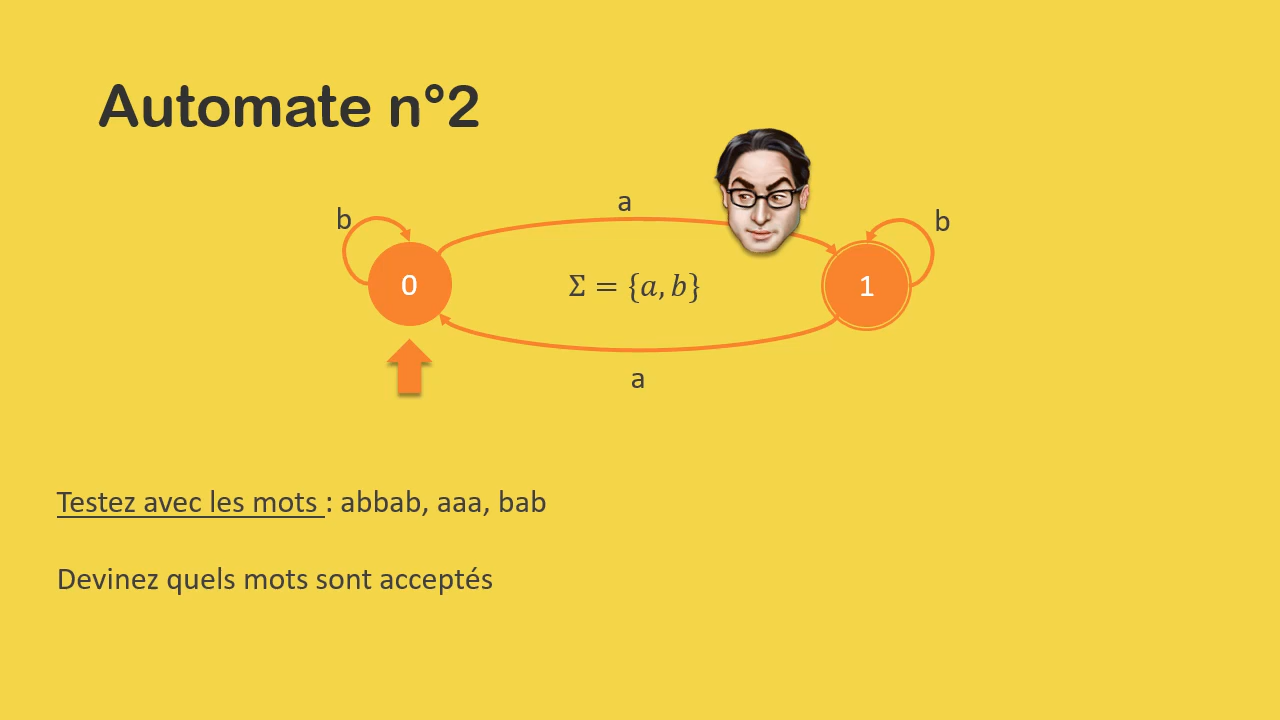 Automate n°2
a
b
b
0
Σ = {a, b}
1
a
Testez avec les mots : abbab, aaa, bab
Devinez quels mots sont acceptés